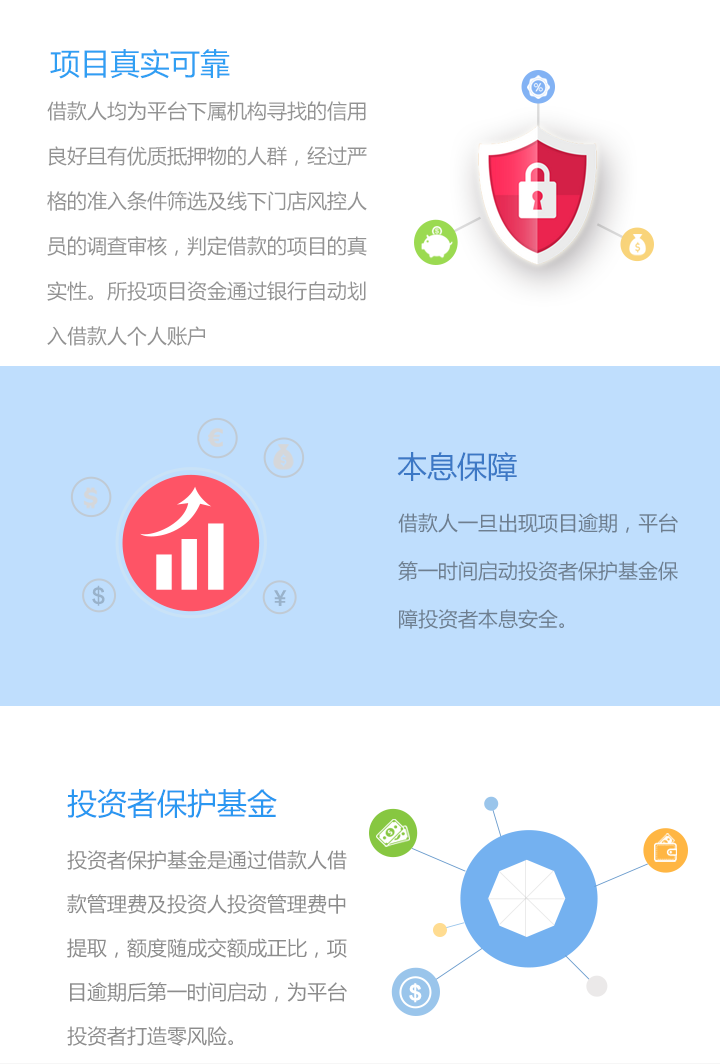 项目真实可靠
借款人均为平台下属机构寻找的信用
良好且有优质抵押物的人群，经过严
格的准入条件筛选及线下门店风控人
员的调查审核，判定借款的项目的真
实性。所投项目资金通过银行自动划
入借款人个人账户
本息保障
借款人一旦出现项目逾期，平台
第一时间启动投资者保护基金保
障投资者本息安全。
投资者保护基金
投资者保护基金是通过借款人借
款管理费及投资人投资管理费中
提取，额度随成交额成正比，项
目逾期后第一时间启动，为平台
投资者打造零风险。